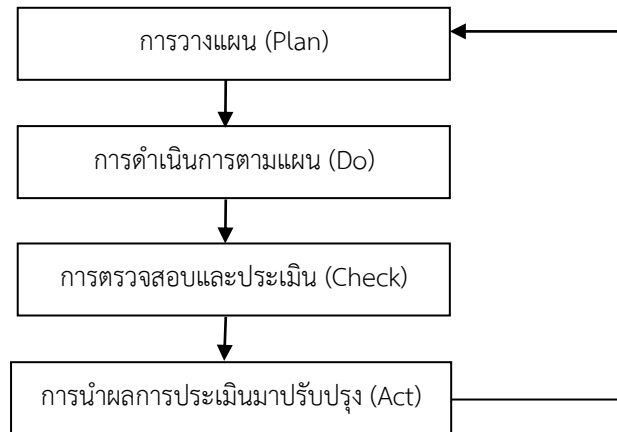 การวางแผน (Plan)
การดำเนินการตามแผน (Do)
การตรวจสอบและประเมิน (Check)
การนำผลการประเมินมาปรับปรุง (Act)